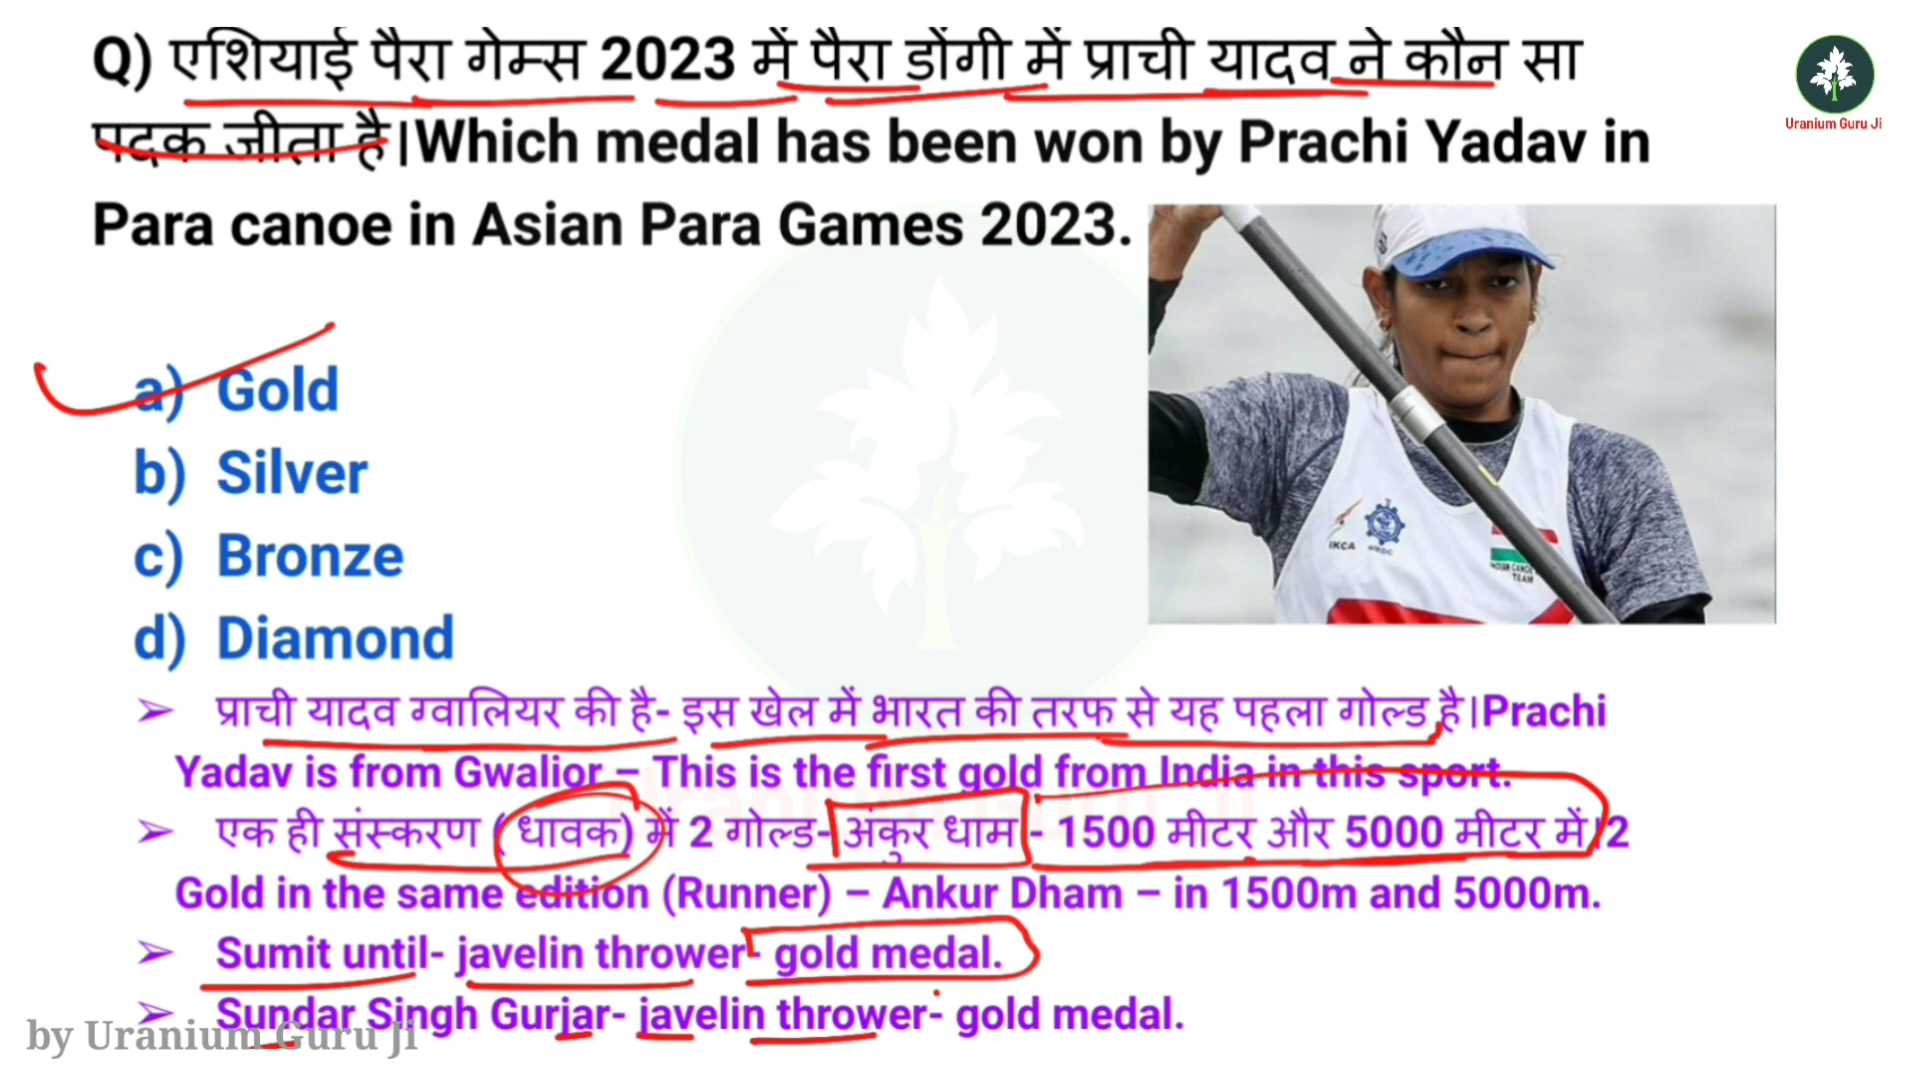 Q) एशियाई पैरा गेम्स 2023 में पैरा डोंगी में प्राची यादव ने कौन सा
पदक जीता है।Which medal has been won by Prachi Yadav in
Para canoe in Asian Para Games 2023.
Uranium Guru Ji
a) Gold
b) Silver
c) Bronze
d) Diamond
IKCA
NMDC
INDIAN CANOE
TEAM
➢ प्राची यादव ग्वालियर की है- इस खेल में भारत की तरफ से यह पहला गोल्ड है।Prachi
Yadav is from Gwalior – This is the first gold from India in this sport.
➢ एक ही संस्करण ( धावक) में 2 गोल्ड- अंकुर धाम - 1500 मीटर और 5000 मीटर में।2
Gold in the same edition (Runner) – Ankur Dham – in 1500m and 5000m.
➢ Sumit until- javelin thrower- gold medal.
➢ Sundar Singh Gurjar- javelin thrower- gold medal.
by Uranium Guru Ji